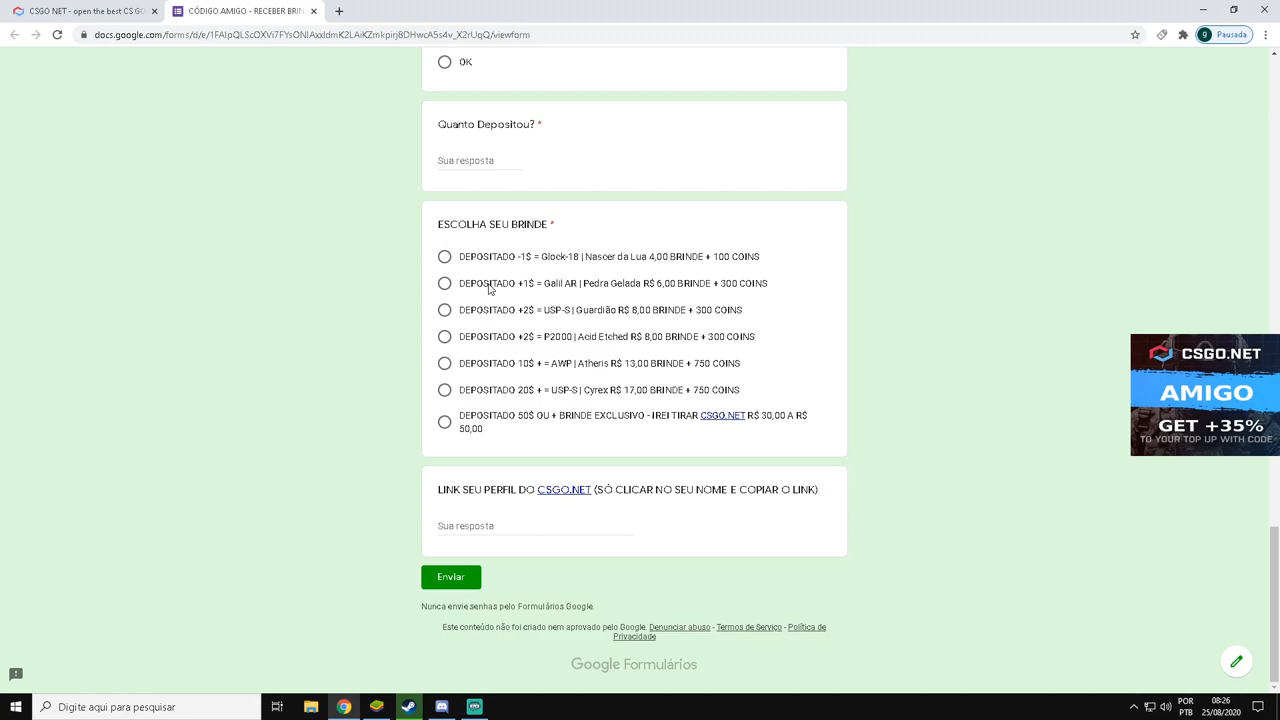 CSGO NET - open the best CS GO
CÓDIGO AMIGO - RECEBER BRIN
docs.google.com/forms/d/e/1FAIpQLScOXVi7FYsONIAxxIdmK2LAiKZmkpirj8DHwcA5s4v_X2rUqQ/viewform
g Pausada
OK
Quanto Depositou? *
Sua resposta
ESCOLHA SEU BRINDE *
DEPOSITADO -1$ = Glock-18 | Nascer da Lua 4,00 BRINDE + 100 COINS
DEPOSITADO +1$ = Galil AR | Pedra Gelada R$ 6,00 BRINDE + 300 COINS
DEPOSITADO +2$ = USP-S | Guardião R$ 8,00 BRINDE + 300 COINS
DEPOSITADO +2$ = P2000 | Acid Etched R$ 8,00 BRINDE + 300 COINS
DEPOSITADO 10$ + = AWP | Atheris R$ 13,00 BRINDE + 750 COINS
DEPOSITADO 20$ + = USP-S | Cyrex R$ 17,00 BRINDE + 750 COINS
DEPOSITADO 50$ OU + BRINDE EXCLUSIVO - IREI TIRAR CSGO.NET R$ 30,00 A R$
50,00
LINK SEU PERFIL DO CSGO.NET (SÓ CLICAR NO SEU NOME E COPIAR O LINK)
Sua resposta
Enviar
Nunca envie senhas pelo Formulários Google.
Este conteúdo não foi criado nem aprovado pelo Google. Denunciar abuso - Termos de Serviço - Política de
Privacidade
Google Formulários
CSGO.NET
AMIGO
GET +35%
TO YOUR TOP UP WITH CODE
Digite aqui para pesquisar
POR
PTB
08:26
25/08/2020